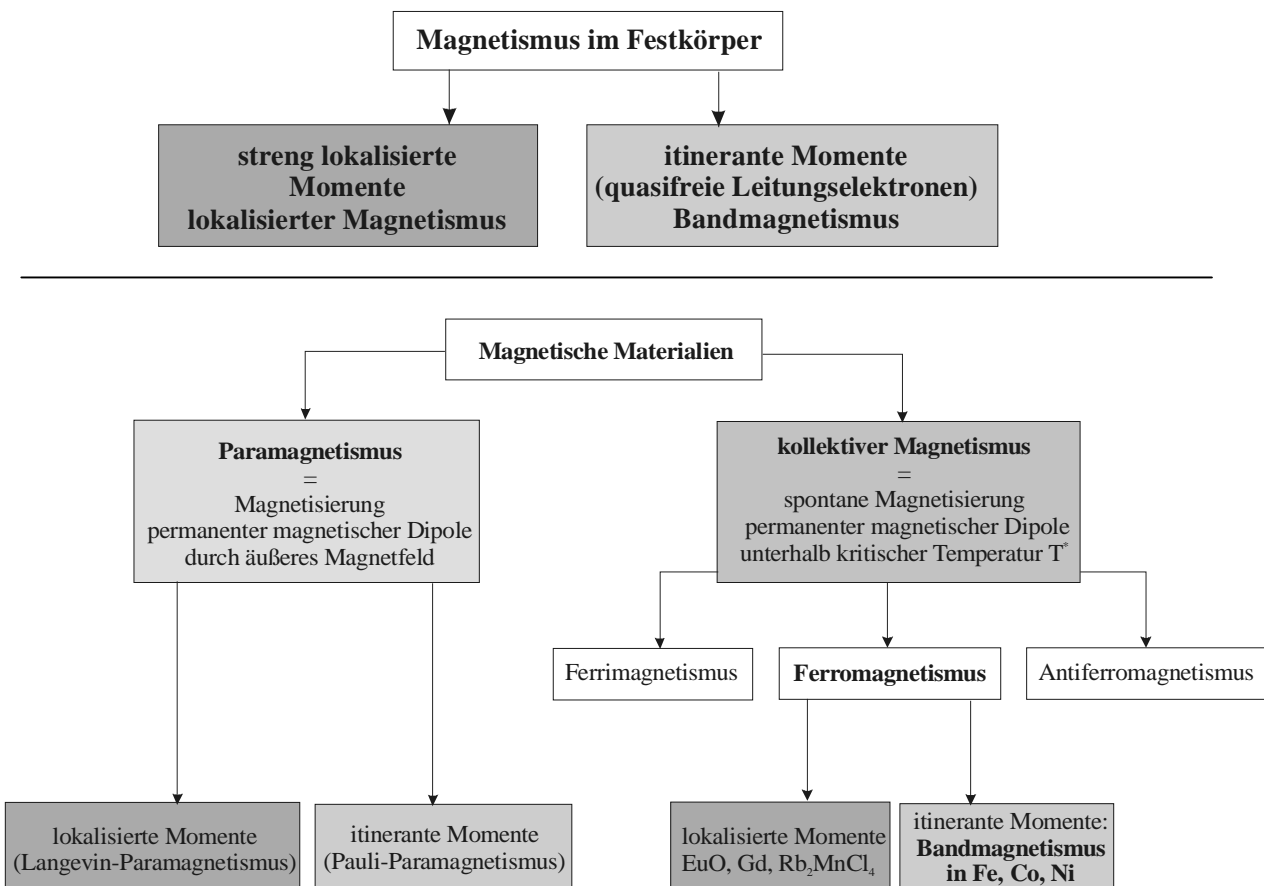 Magnetismus im Festkörper
streng lokalisierte
Momente
lokalisierter Magnetismus
itinerante Momente
(quasifreie Leitungselektronen)
Bandmagnetismus
Magnetische Materialien
Paramagnetismus
=
Magnetisierung
permanenter magnetischer Dipole
durch äußeres Magnetfeld
kollektiver Magnetismus
=
spontane Magnetisierung
permanenter magnetischer Dipole
unterhalb kritischer Temperatur T*
Ferrimagnetismus
Ferromagnetismus
Antiferromagnetismus
lokalisierte Momente
(Langevin-Paramagnetismus)
itinerante Momente
(Pauli-Paramagnetismus)
lokalisierte Momente
EuO, Gd, Rb₂MnCl₄
itinerante Momente:
Bandmagnetismus
in Fe, Co, Ni